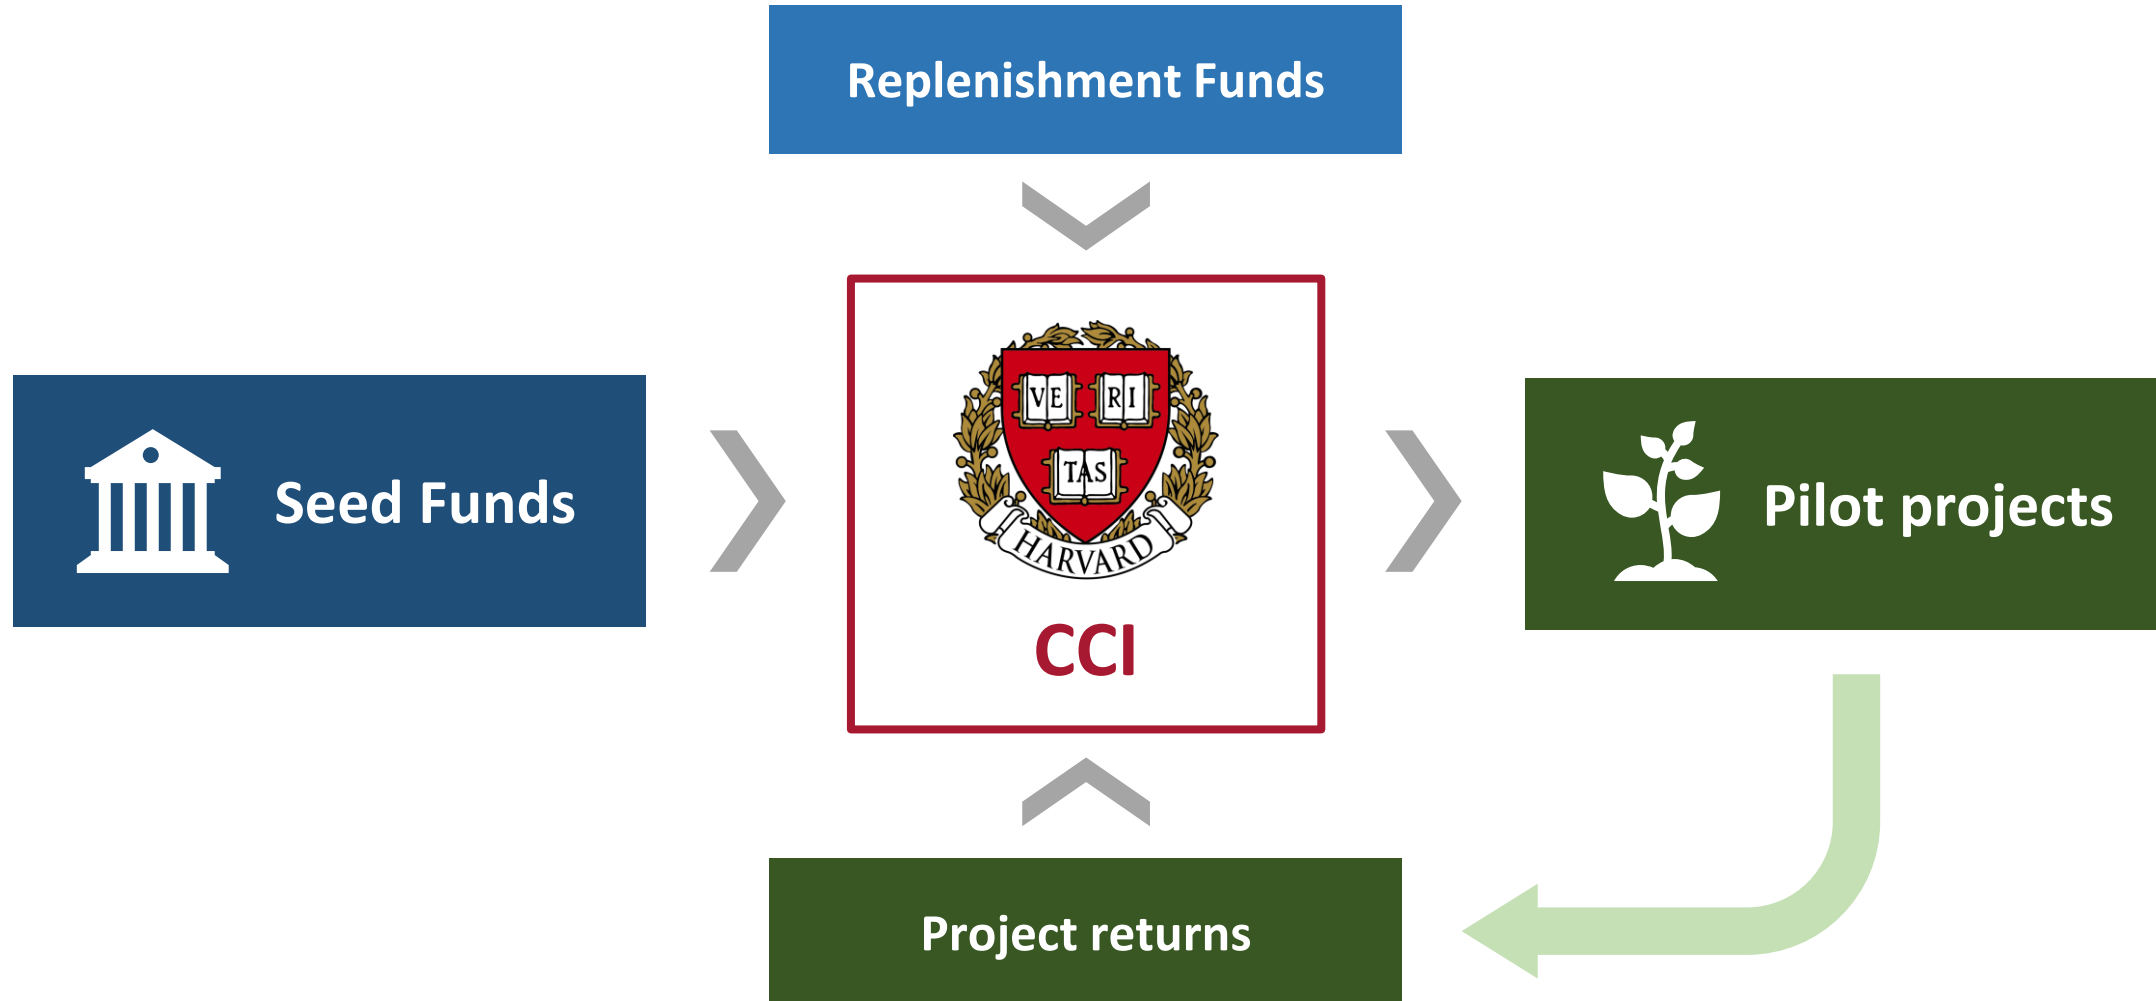 Replenishment Funds
Seed Funds
VE RI
TAS
HARVARD
CCI
Pilot projects
Project returns